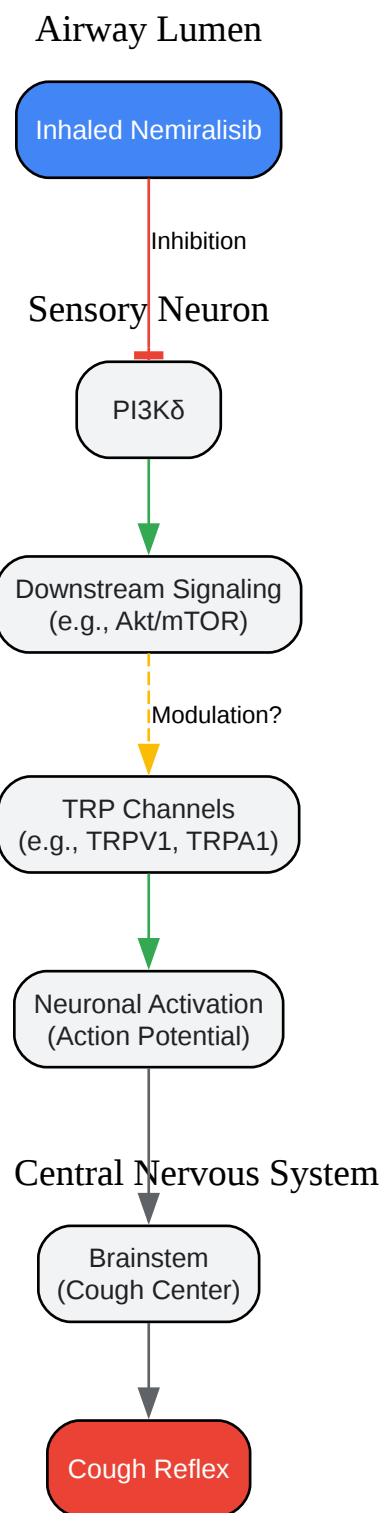 Airway Lumen
Inhaled Nemiralisib
Inhibition
Sensory Neuron
PI3Kδ
Downstream Signaling
(e.g., Akt/mTOR)
Modulation?
TRP Channels
(e.g., TRPV1, TRPA1)
Neuronal Activation
(Action Potential)
Central Nervous System
Brainstem
(Cough Center)
Cough Reflex